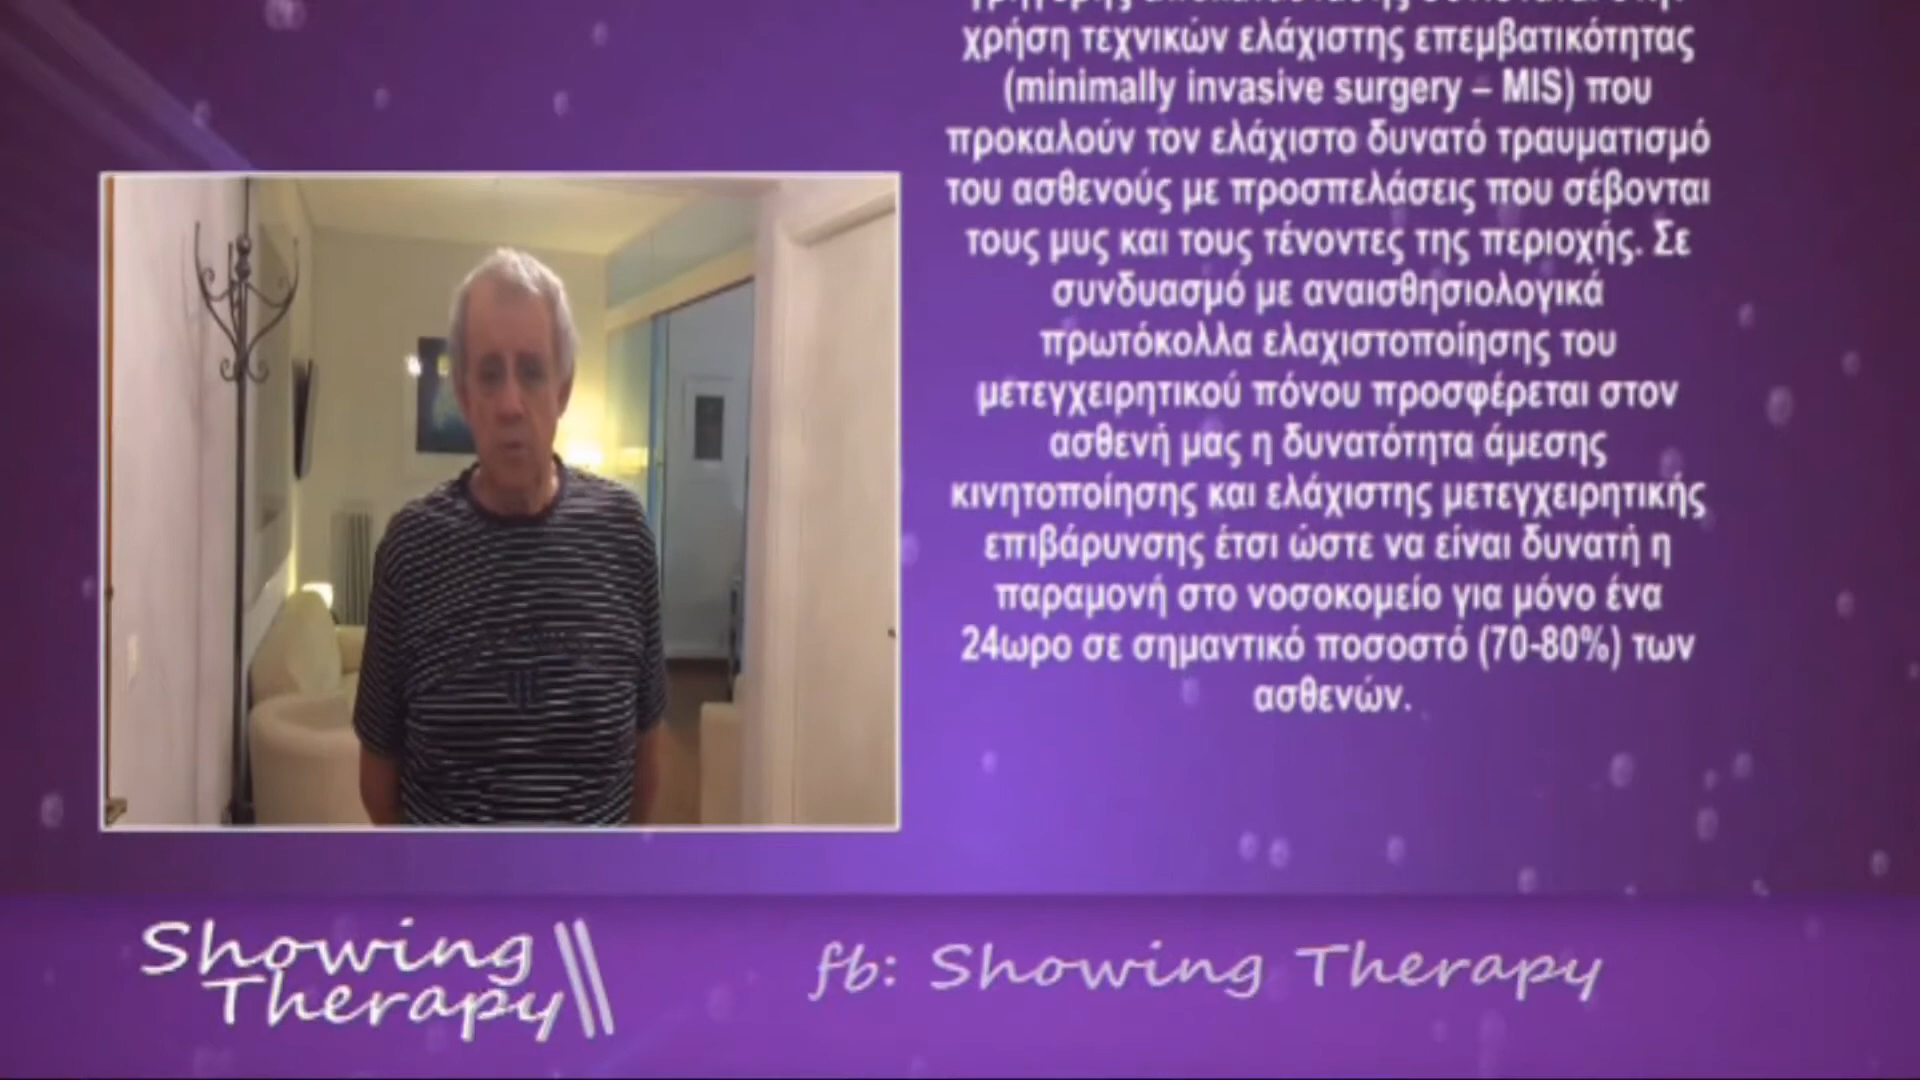 χρήση τεχνικών ελάχιστης επεμβατικότητας
(minimally invasive surgery – MIS) που
προκαλούν τον ελάχιστο δυνατό τραυματισμό
του ασθενούς με προσπελάσεις που σέβονται
τους μυς και τους τένοντες της περιοχής. Σε
συνδυασμό με αναισθησιολογικά
πρωτόκολλα ελαχιστοποίησης του
μετεγχειρητικού πόνου προσφέρεται στον
ασθενή μας η δυνατότητα άμεσης
κινητοποίησης και ελάχιστης μετεγχειρητικής
επιβάρυνσης έτσι ώστε να είναι δυνατή η
παραμονή στο νοσοκομείο για μόνο ένα
24ωρο σε σημαντικό ποσοστό (70-80%) των
ασθενών.
Showing
Therapy
fb: Showing Therapy